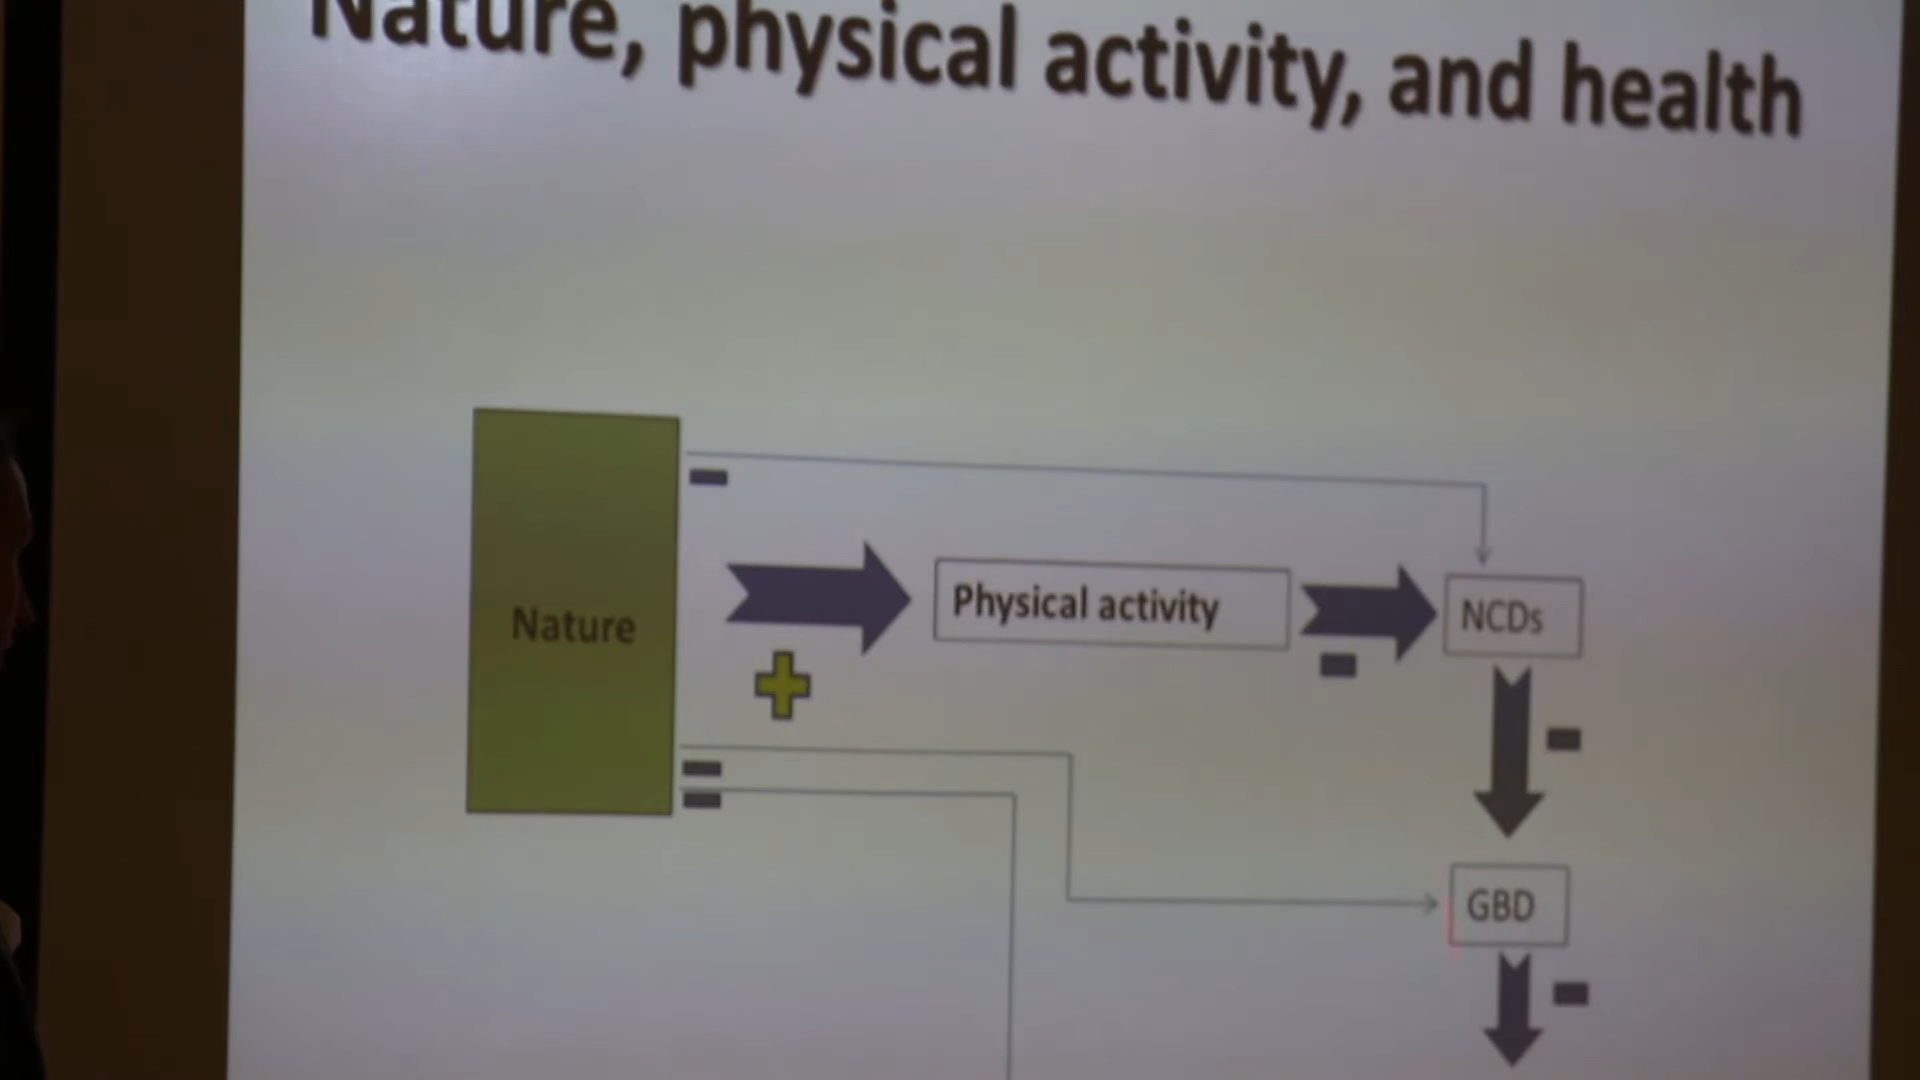 Nature, physical activity, and health
Nature
Physical activity
NCDs
GBD